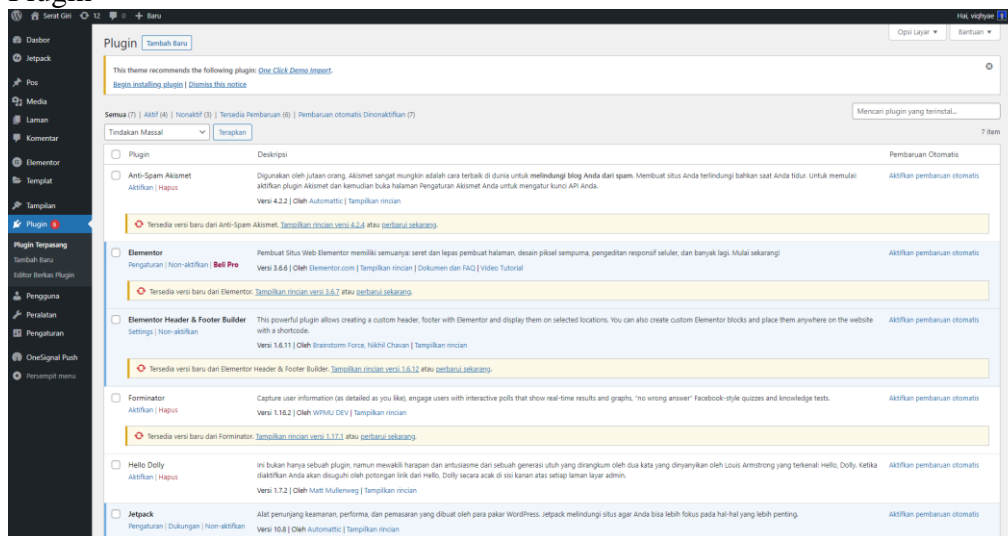 Plugin
Serat Giri 12 0 + Baru Hai, viqhyae
Dasbor
Jetpack
Pos
Media
Laman
Komentar
Elementor
Templat
Tampilan
Plugin 6
Plugin Terpasang
Tambah Baru
Editor Berkas Plugin
Pengguna
Peralatan
Pengaturan
OneSignal Push
Persempit menu
Opsi Layar Bantuan
Plugin Tambah Baru
This theme recommends the following plugin: One Click Demo Import.
Begin installing plugin | Dismiss this notice
Semua (7) | Aktif (4) | Nonaktif (3) | Tersedia Pembaruan (6) | Pembaruan otomatis Dinonaktifkan (7)
Mencari plugin yang terinstal...
Tindakan Massal Terapkan
7 item
Plugin Deskripsi Pembaruan Otomatis
Anti-Spam Akismet
Aktifkan | Hapus
Digunakan oleh jutaan orang, Akismet sangat mungkin adalah cara terbaik di dunia untuk melindungi blog Anda dari spam. Membuat situs Anda terlindungi bahkan saat Anda tidur. Untuk memulai:
aktifkan plugin Akismet dan kemudian buka halaman Pengaturan Akismet Anda untuk mengatur kunci API Anda.
Versi 4.2.2 | Oleh Automattic | Tampilkan rincian
Aktifkan pembaruan otomatis
Tersedia versi baru dari Anti-Spam Akismet. Tampilkan rincian versi 4.2.4 atau perbarui sekarang.
Elementor
Pengaturan | Non-aktifkan | Beli Pro
Pembuat Situs Web Elementor memiliki semuanya: seret dan lepas pembuat halaman, desain piksel sempurna, pengeditan responsif seluler, dan banyak lagi. Mulai sekarang!
Versi 3.6.6 | Oleh Elementor.com | Tampilkan rincian | Dokumen dan FAQ | Video Tutorial
Aktifkan pembaruan otomatis
Tersedia versi baru dari Elementor. Tampilkan rincian versi 3.6.7 atau perbarui sekarang.
Elementor Header & Footer Builder
Settings | Non-aktifkan
This powerful plugin allows creating a custom header, footer with Elementor and display them on selected locations. You can also create custom Elementor blocks and place them anywhere on the website
with a shortcode.
Versi 1.6.11 | Oleh Brainstorm Force, Nikhil Chavan | Tampilkan rincian
Aktifkan pembaruan otomatis
Tersedia versi baru dari Elementor Header & Footer Builder. Tampilkan rincian versi 1.6.12 atau perbarui sekarang.
Forminator
Aktifkan | Hapus
Capture user information (as detailed as you like), engage users with interactive polls that show real-time results and graphs, "no wrong answer" Facebook-style quizzes and knowledge tests.
Versi 1.16.2 | Oleh WPMU DEV | Tampilkan rincian
Aktifkan pembaruan otomatis
Tersedia versi baru dari Forminator. Tampilkan rincian versi 1.17.1 atau perbarui sekarang.
Hello Dolly
Aktifkan | Hapus
Ini bukan hanya sebuah plugin, namun mewakili harapan dan antusiasme dari sebuah generasi utuh yang dirangkum oleh dua kata yang dinyanyikan oleh Louis Armstrong yang terkenal: Hello, Dolly. Ketika
diaktifkan Anda akan disuguhi oleh potongan lirik dari Hello, Dolly secara acak di sisi kanan atas setiap laman layar admin.
Versi 1.7.2 | Oleh Matt Mullenweg | Tampilkan rincian
Aktifkan pembaruan otomatis
Jetpack
Pengaturan | Dukungan | Non-aktifkan
Alat penunjang keamanan, performa, dan pemasaran yang dibuat oleh para pakar WordPress. Jetpack melindungi situs agar Anda bisa lebih fokus pada hal-hal yang lebih penting.
Versi 10.8 | Oleh Automattic | Tampilkan rincian
Aktifkan pembaruan otomatis